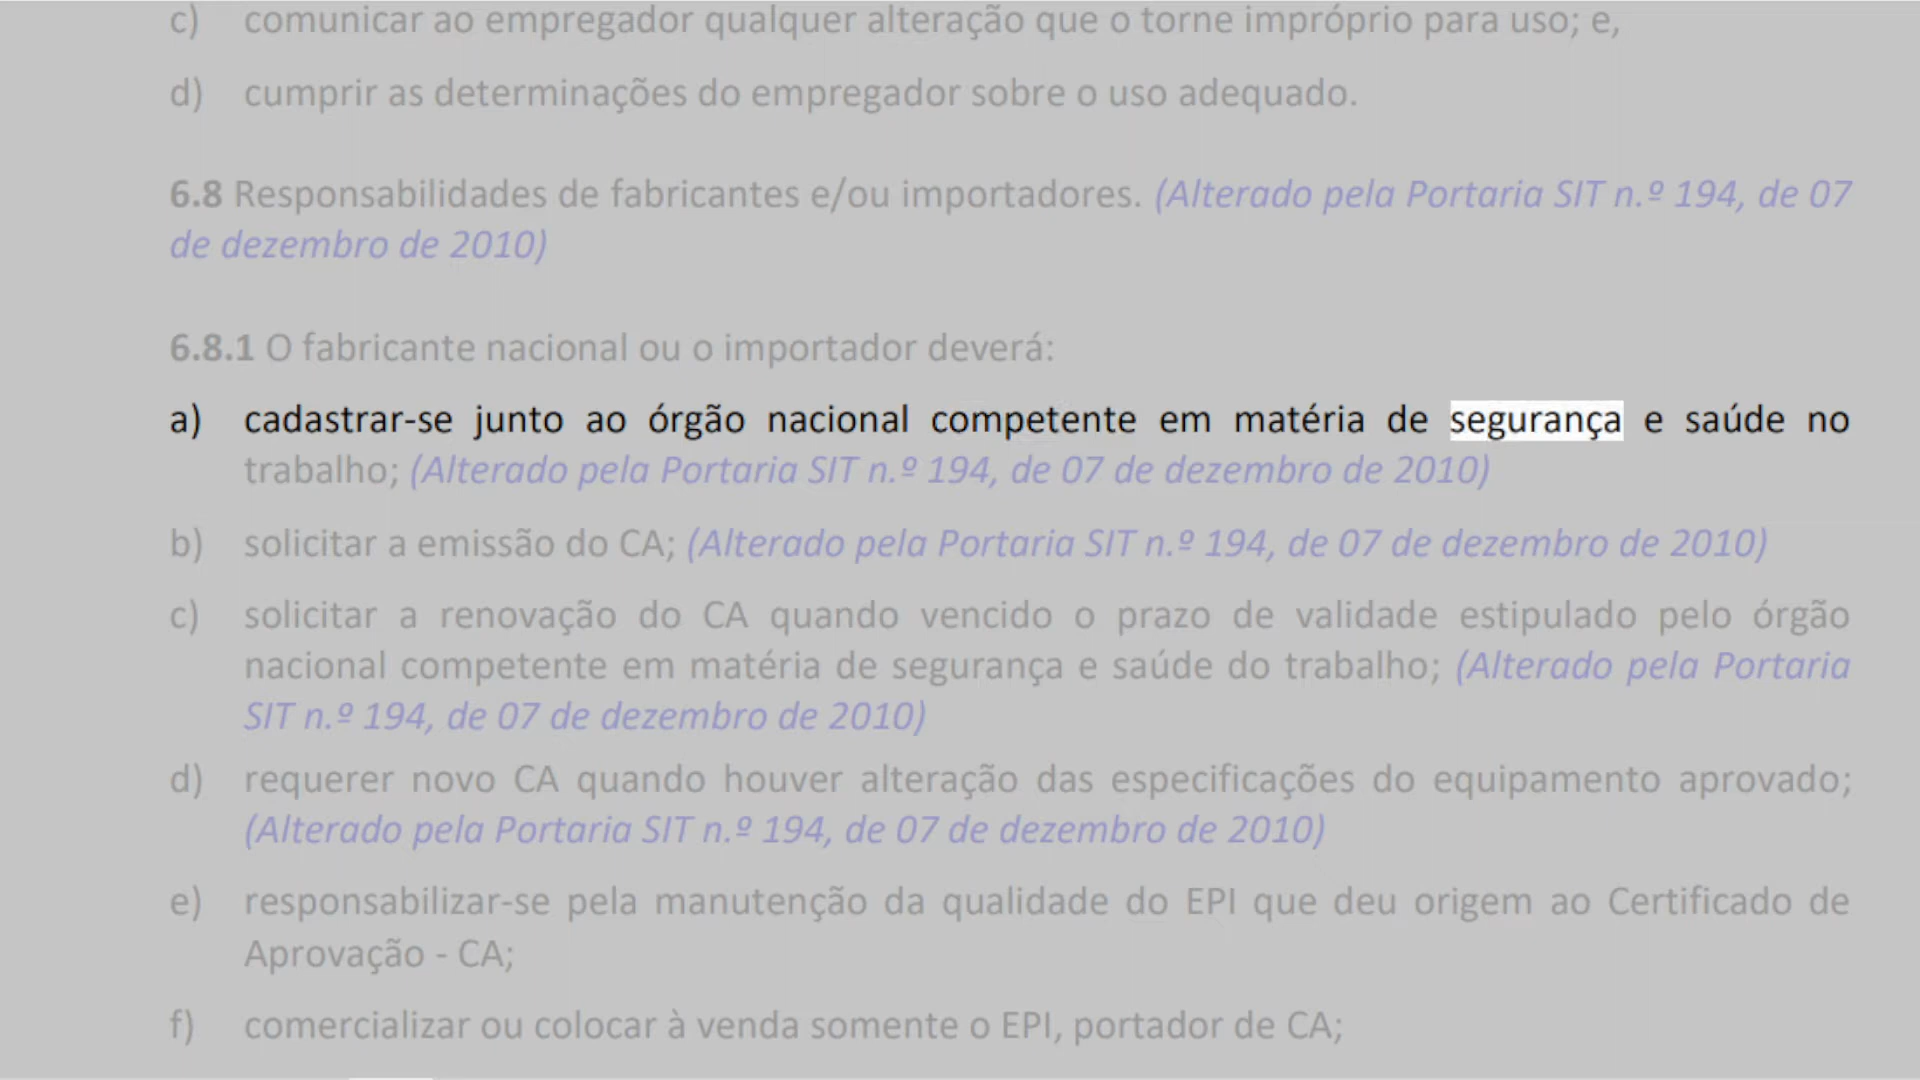 c) comunicar ao empregador qualquer alteração que o torne impróprio para uso; e,
d) cumprir as determinações do empregador sobre o uso adequado.
6.8 Responsabilidades de fabricantes e/ou importadores. (Alterado pela Portaria SIT n.º 194, de 07
de dezembro de 2010)
6.8.1 O fabricante nacional ou o importador deverá:
a) cadastrar-se junto ao órgão nacional competente em matéria de segurança e saúde no
trabalho; (Alterado pela Portaria SIT n.º 194, de 07 de dezembro de 2010)
b) solicitar a emissão do CA; (Alterado pela Portaria SIT n.º 194, de 07 de dezembro de 2010)
c) solicitar a renovação do CA quando vencido o prazo de validade estipulado pelo órgão
nacional competente em matéria de segurança e saúde do trabalho; (Alterado pela Portaria
SIT n.º 194, de 07 de dezembro de 2010)
d) requerer novo CA quando houver alteração das especificações do equipamento aprovado;
(Alterado pela Portaria SIT n.º 194, de 07 de dezembro de 2010)
e) responsabilizar-se pela manutenção da qualidade do EPI que deu origem ao Certificado de
Aprovação - CA;
f) comercializar ou colocar à venda somente o EPI, portador de CA;